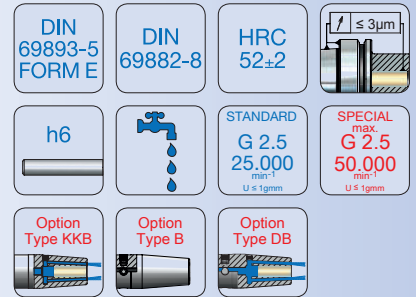 DIN
69893-5
FORM E
DIN
69882-8
HRC
52±2
↗ ≤ 3µm
h6
STANDARD
G 2.5
25.000
min⁻¹
U ≤ 1gmm
SPECIAL
max.
G 2.5
50.000
min⁻¹
U ≤ 1gmm
Option
Type KKB
Option
Type B
Option
Type DB